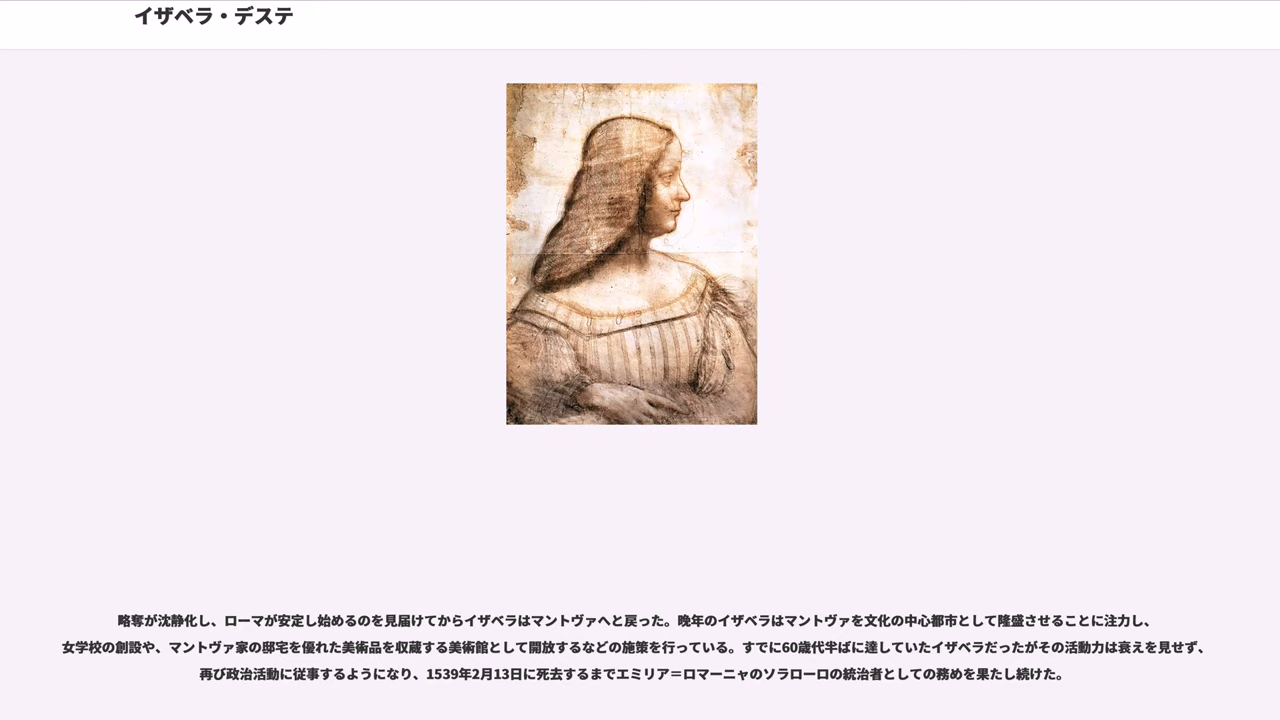 イザベラ・デステ
略奪が沈静化し、ローマが安定し始めるのを見届けてからイザベラはマントヴァへと戻った。晩年のイザベラはマントヴァを文化の中心都市として隆盛させることに注力し、
女学校の創設や、マントヴァ家の邸宅を優れた美術品を収蔵する美術館として開放するなどの施策を行っている。すでに60歳代半ばに達していたイザベラだったがその活動力は衰えを見せず、
再び政治活動に従事するようになり、1539年2月13日に死去するまでエミリア＝ロマーニャのソラローロの統治者としての務めを果たし続けた。